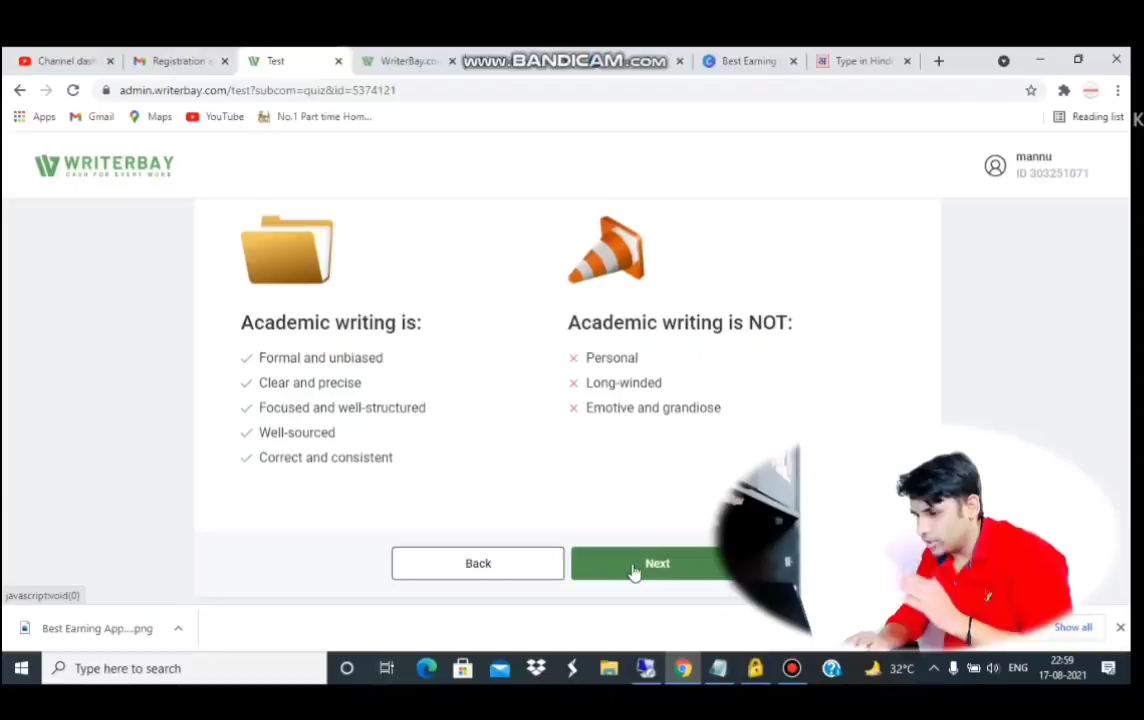 Channel dasl
Registration a
Test
WriterBay.co
www.BANDICAM.com
Best Earning
Type in Hindi
admin.writerbay.com/test?subcom=quiz&id=5374121
Apps
Gmail
Maps
YouTube
No.1 Part time Hom...
Reading list
K
WRITERBAY
CASH FOR EVERY WORK
mannu
ID 303251071
Academic writing is:
Formal and unbiased
Clear and precise
Focused and well-structured
Well-sourced
Correct and consistent
Academic writing is NOT:
Personal
Long-winded
Emotive and grandiose
Back
Next
javascript:void(0)
Best Earning App....png
Show all
Type here to search
32°C
ENG
22:59
17-08-2021